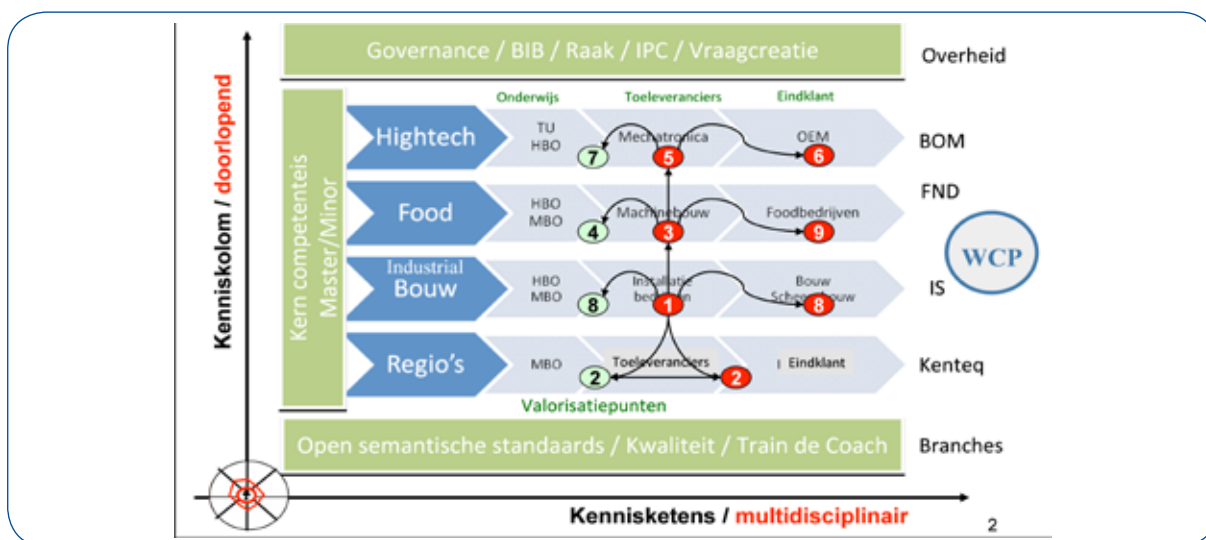 Governance / BIB / Raak / IPC / Vraagcreatie
Overheid
Kenniskolom / doorlopend
Kern competenteis
Master/Minor
Onderwijs
Toeleveranciers
Eindklant
Hightech
TU
HBO
7
Mechatronica
5
OEM
6
BOM
FND
Food
HBO
MBO
4
Machinebouw
3
Foodbedrijven
9
WCP
Industrial
Bouw
HBO
MBO
8
Installatie
1
Bouw
8
IS
Regio's
MBO
2
Toeleveranciers
2
Eindklant
Kenteq
Valorisatiepunten
Open semantische standaards / Kwaliteit / Train de Coach
Branches
Kennisketens / multidisciplinair
2